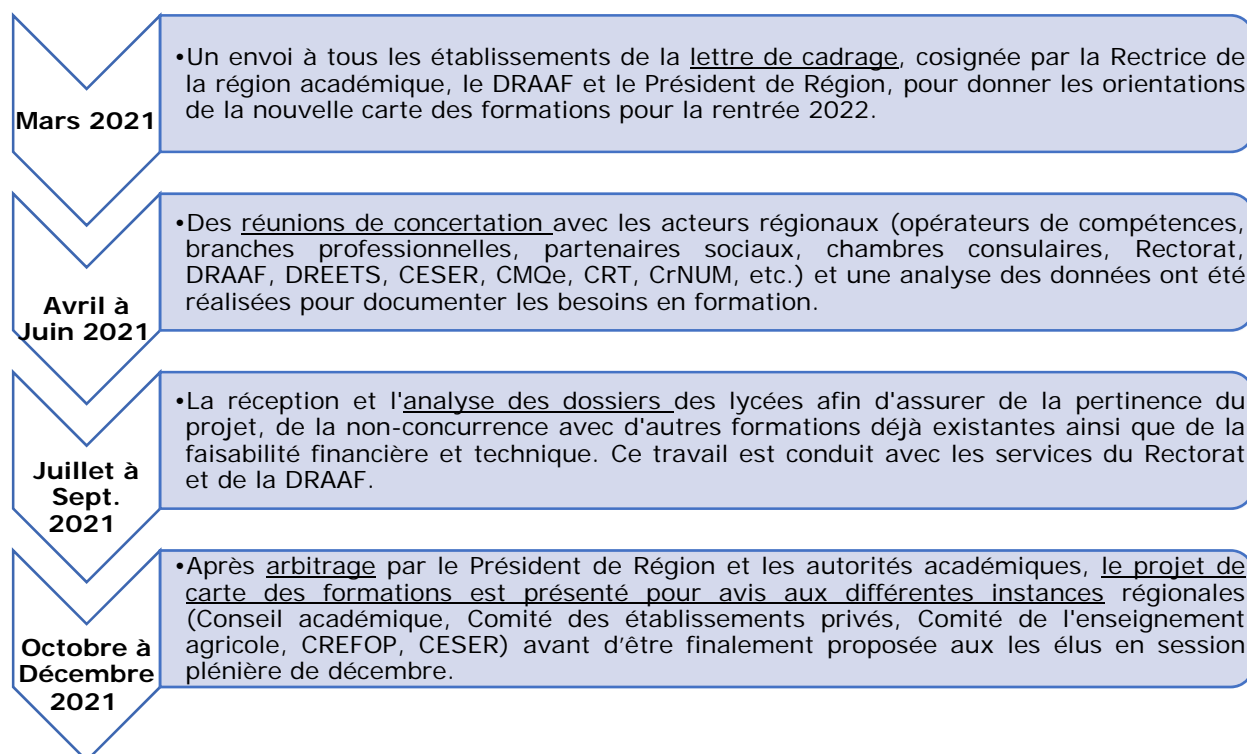 Mars 2021
•Un envoi à tous les établissements de la lettre de cadrage, cosignée par la Rectrice de
la région académique, le DRAAF et le Président de Région, pour donner les orientations
de la nouvelle carte des formations pour la rentrée 2022.
Avril à
Juin 2021
•Des réunions de concertation avec les acteurs régionaux (opérateurs de compétences,
branches professionnelles, partenaires sociaux, chambres consulaires, Rectorat,
DRAAF, DREETS, CESER, CMQe, CRT, CrNUM, etc.) et une analyse des données ont été
réalisées pour documenter les besoins en formation.
Juillet à
Sept.
2021
•La réception et l'analyse des dossiers des lycées afin d'assurer de la pertinence du
projet, de la non-concurrence avec d'autres formations déjà existantes ainsi que de la
faisabilité financière et technique. Ce travail est conduit avec les services du Rectorat
et de la DRAAF.
Octobre à
Décembre
2021
•Après arbitrage par le Président de Région et les autorités académiques, le projet de
carte des formations est présenté pour avis aux différentes instances régionales
(Conseil académique, Comité des établissements privés, Comité de l'enseignement
agricole, CREFOP, CESER) avant d'être finalement proposée aux les élus en session
plénière de décembre.